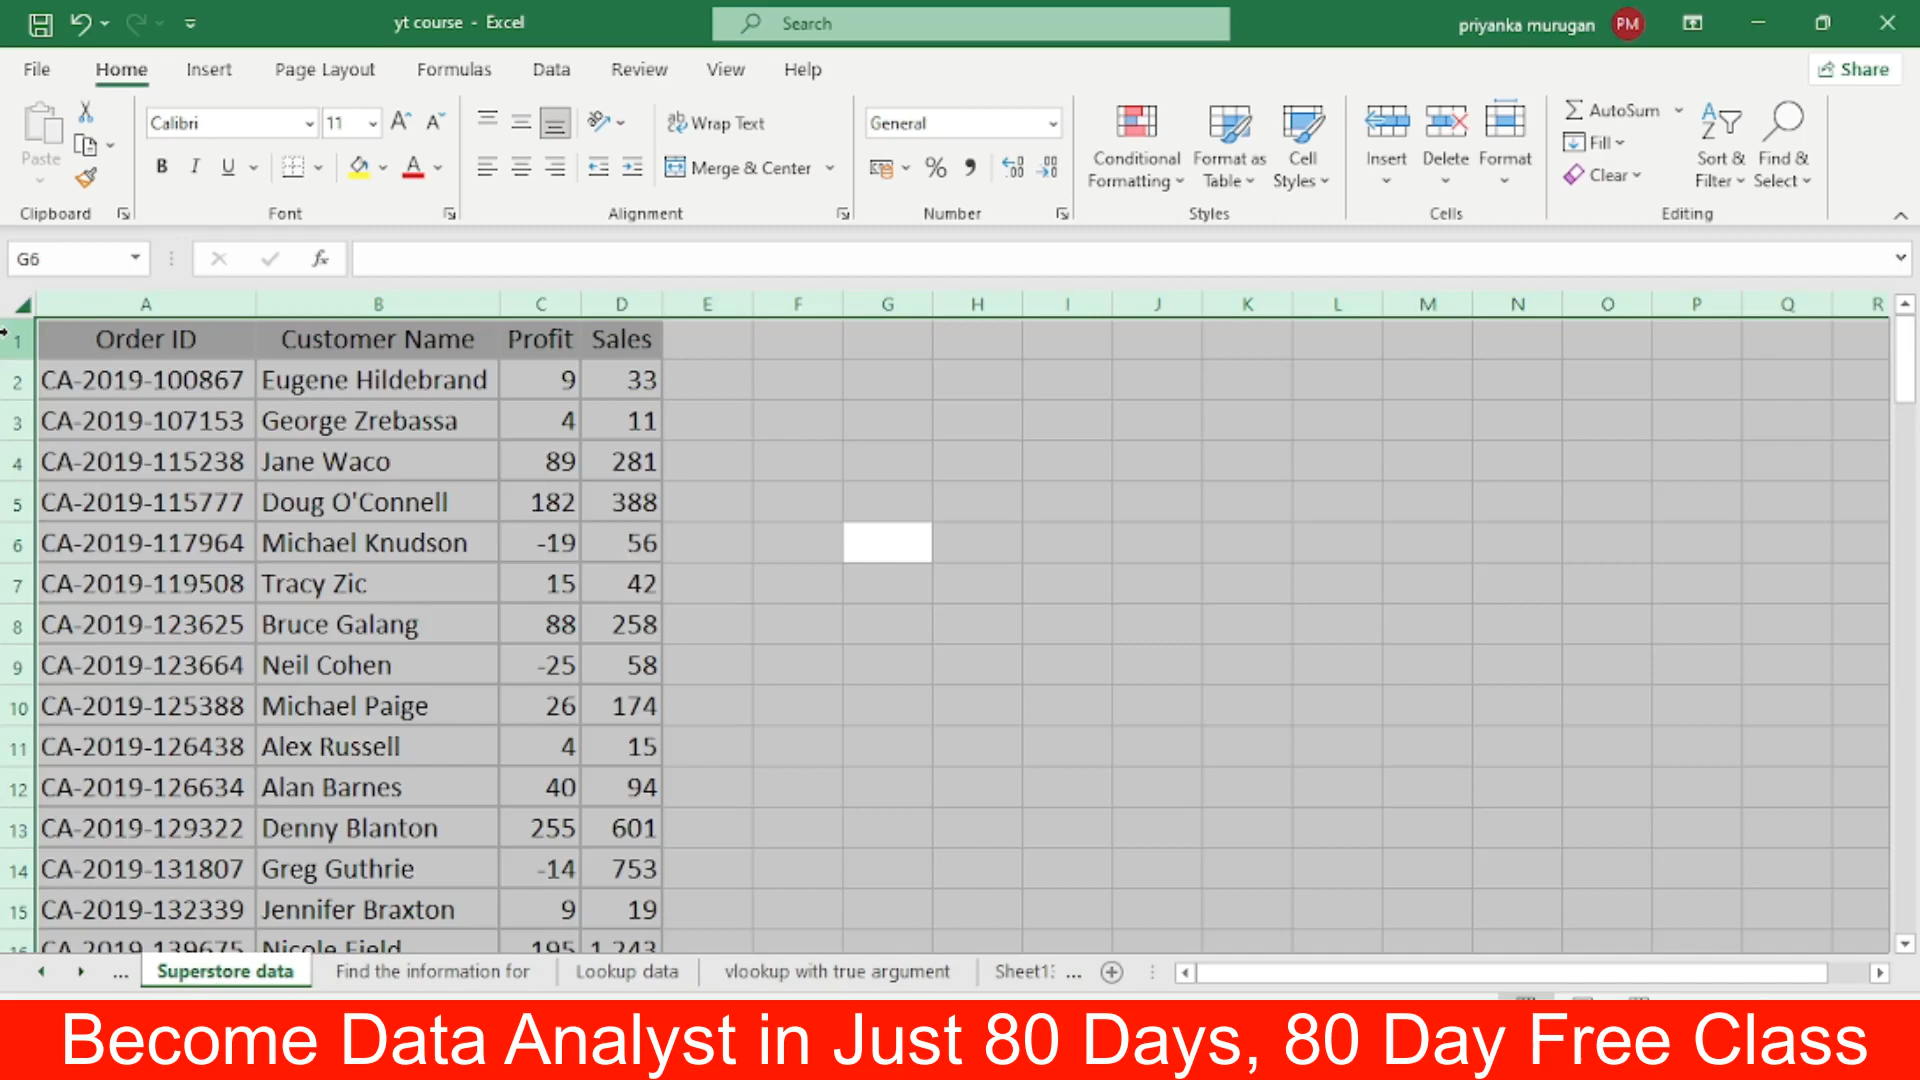 yt course - Excel
Search
priyanka murugan PM
File Home Insert Page Layout Formulas Data Review View Help
Share
Paste
Clipboard
Calibri 11
B I U
Font
Wrap Text
Merge & Center
Alignment
General
%
Number
Conditional Formatting
Format as Table
Cell Styles
Styles
Insert Delete Format
Cells
AutoSum
Fill
Clear
Sort & Filter
Find & Select
Editing
G6
fx
A B C D E F G H I J K L M N O P Q R
1 Order ID Customer Name Profit Sales
2 CA-2019-100867 Eugene Hildebrand 9 33
3 CA-2019-107153 George Zrebassa 4 11
4 CA-2019-115238 Jane Waco 89 281
5 CA-2019-115777 Doug O'Connell 182 388
6 CA-2019-117964 Michael Knudson -19 56
7 CA-2019-119508 Tracy Zic 15 42
8 CA-2019-123625 Bruce Galang 88 258
9 CA-2019-123664 Neil Cohen -25 58
10 CA-2019-125388 Michael Paige 26 174
11 CA-2019-126438 Alex Russell 4 15
12 CA-2019-126634 Alan Barnes 40 94
13 CA-2019-129322 Denny Blanton 255 601
14 CA-2019-131807 Greg Guthrie -14 753
15 CA-2019-132339 Jennifer Braxton 9 19
16 CA-2019-139675 Nicole Field 195 1,243
... Superstore data Find the information for Lookup data vlookup with true argument Sheet1 ...
Become Data Analyst in Just 80 Days, 80 Day Free Class